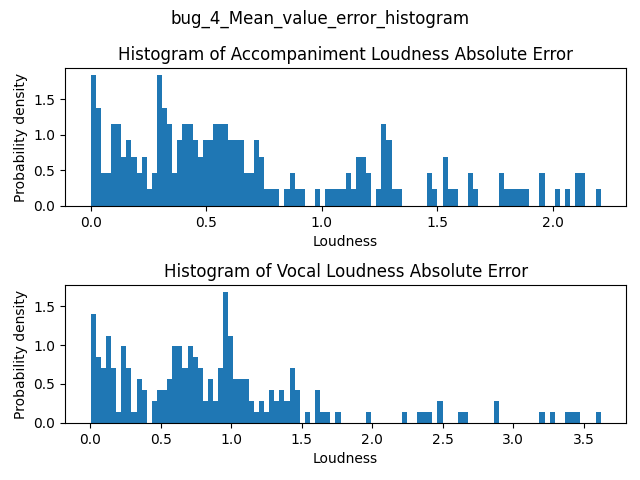 bug_4_Mean_value_error_histogram
Histogram of Accompaniment Loudness Absolute Error
Probability density
1.5
1.0
0.5
0.0
0.0 0.5 1.0 1.5 2.0
Loudness
Histogram of Vocal Loudness Absolute Error
Probability density
1.5
1.0
0.5
0.0
0.0 0.5 1.0 1.5 2.0 2.5 3.0 3.5
Loudness